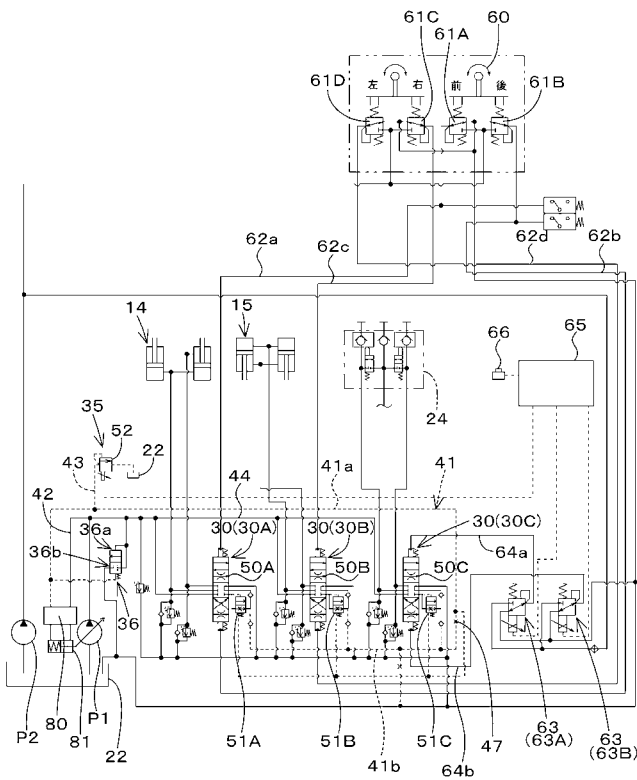 61C
61A
60
61D
61B
左
右
前
後
62a
62c
62d
62b
14
15
66
65
35
52
22
24
43
41a
41
42
44
36a
36b
30(30A)
30(30B)
30(30C)
64a
50A
50B
50C
36
P2
80
81
P1
22
51A
51B
41b
51C
64b
47
63
(63A)
63
(63B)